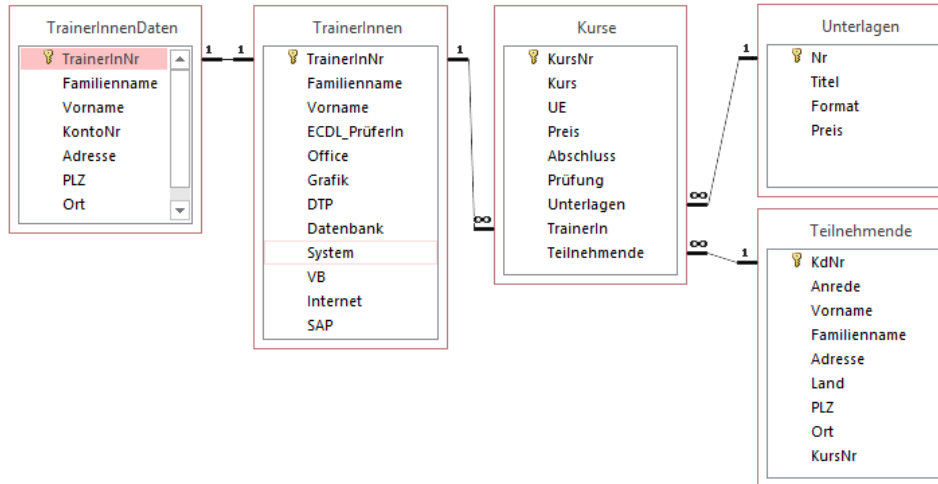 TrainerInnenDaten
TrainerInNr
Familienname
Vorname
KontoNr
Adresse
PLZ
Ort
1 1
TrainerInnen
TrainerInNr
Familienname
Vorname
ECDL_PrüferIn
Office
Grafik
DTP
Datenbank
System
VB
Internet
SAP
1
∞
Kurse
KursNr
Kurs
UE
Preis
Abschluss
Prüfung
Unterlagen
TrainerIn
Teilnehmende
∞
1
∞
1
Unterlagen
Nr
Titel
Format
Preis
Teilnehmende
KdNr
Anrede
Vorname
Familienname
Adresse
Land
PLZ
Ort
KursNr